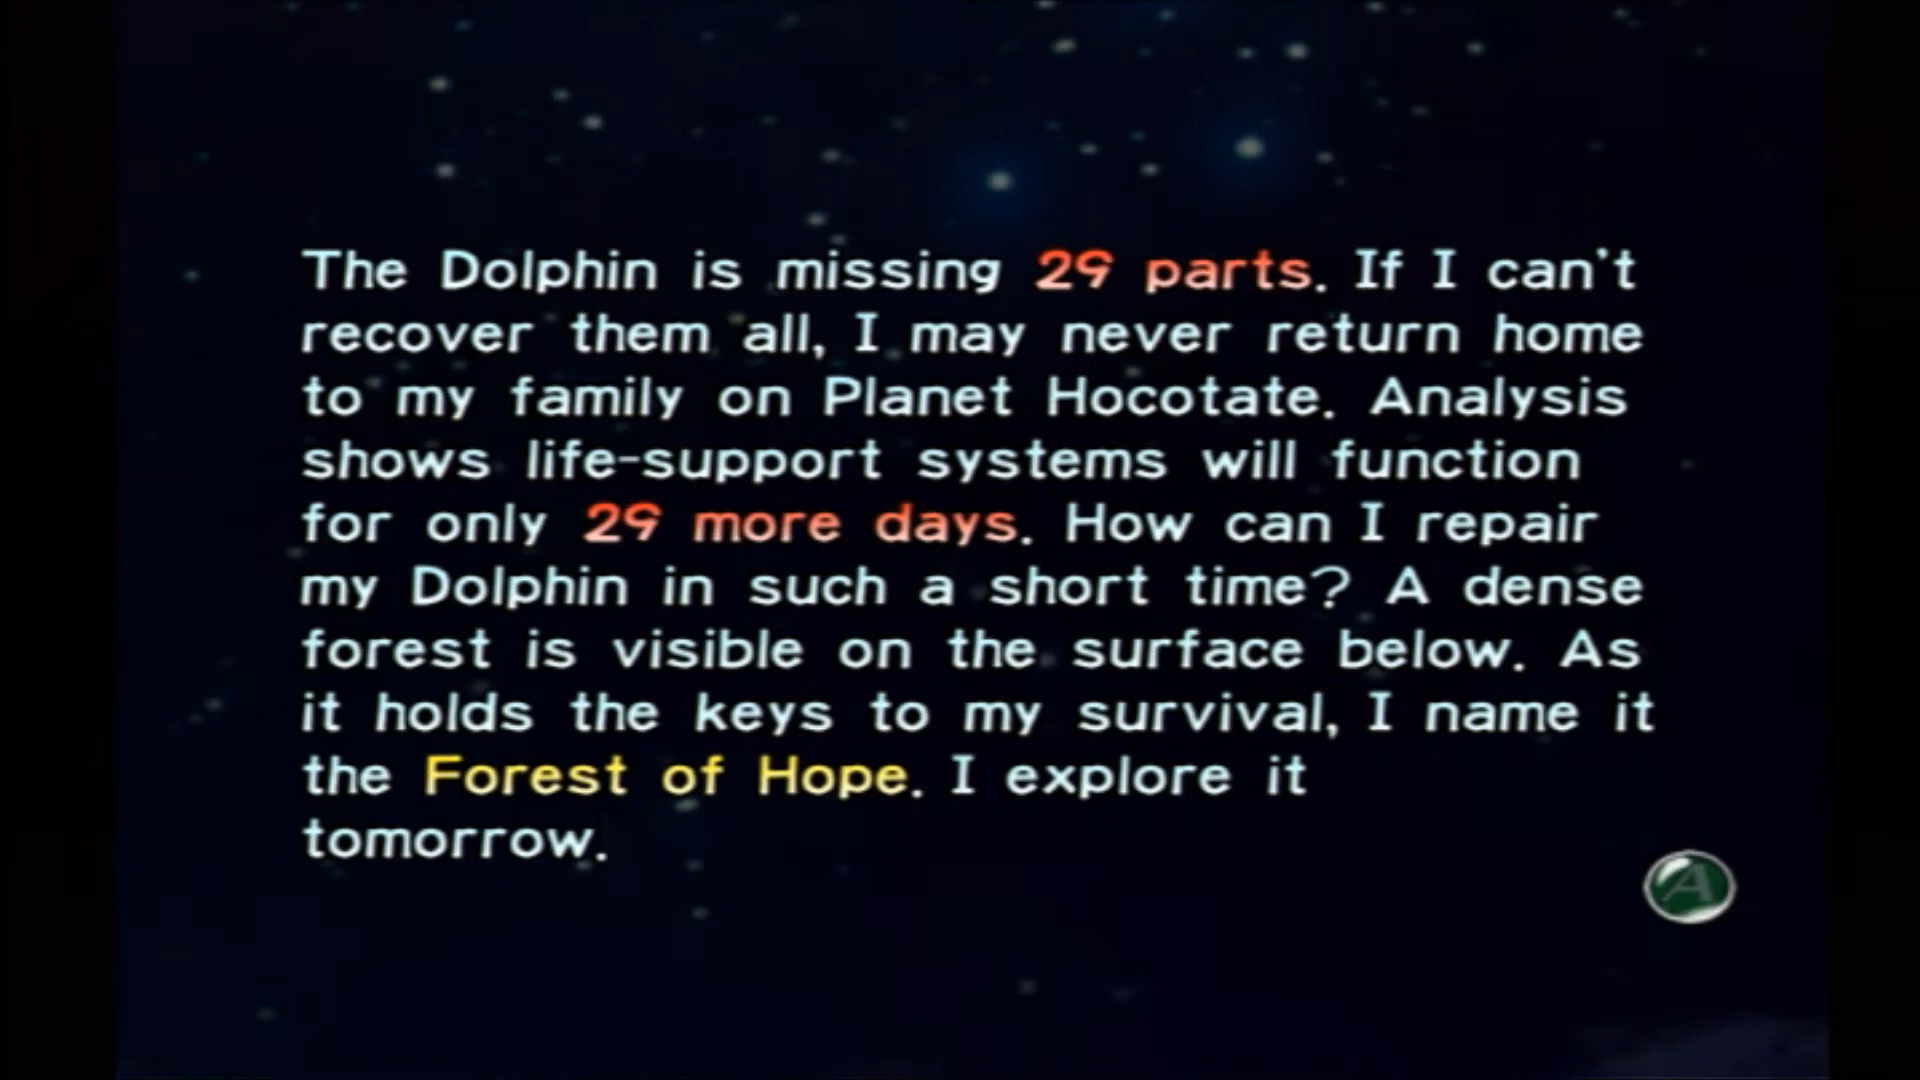 The Dolphin is missing 29 parts. If I can't
recover them all, I may never return home
to my family on Planet Hocotate. Analysis
shows life-support systems will function
for only 29 more days. How can I repair
my Dolphin in such a short time? A dense
forest is visible on the surface below. As
it holds the keys to my survival, I name it
the Forest of Hope. I explore it
tomorrow.
A